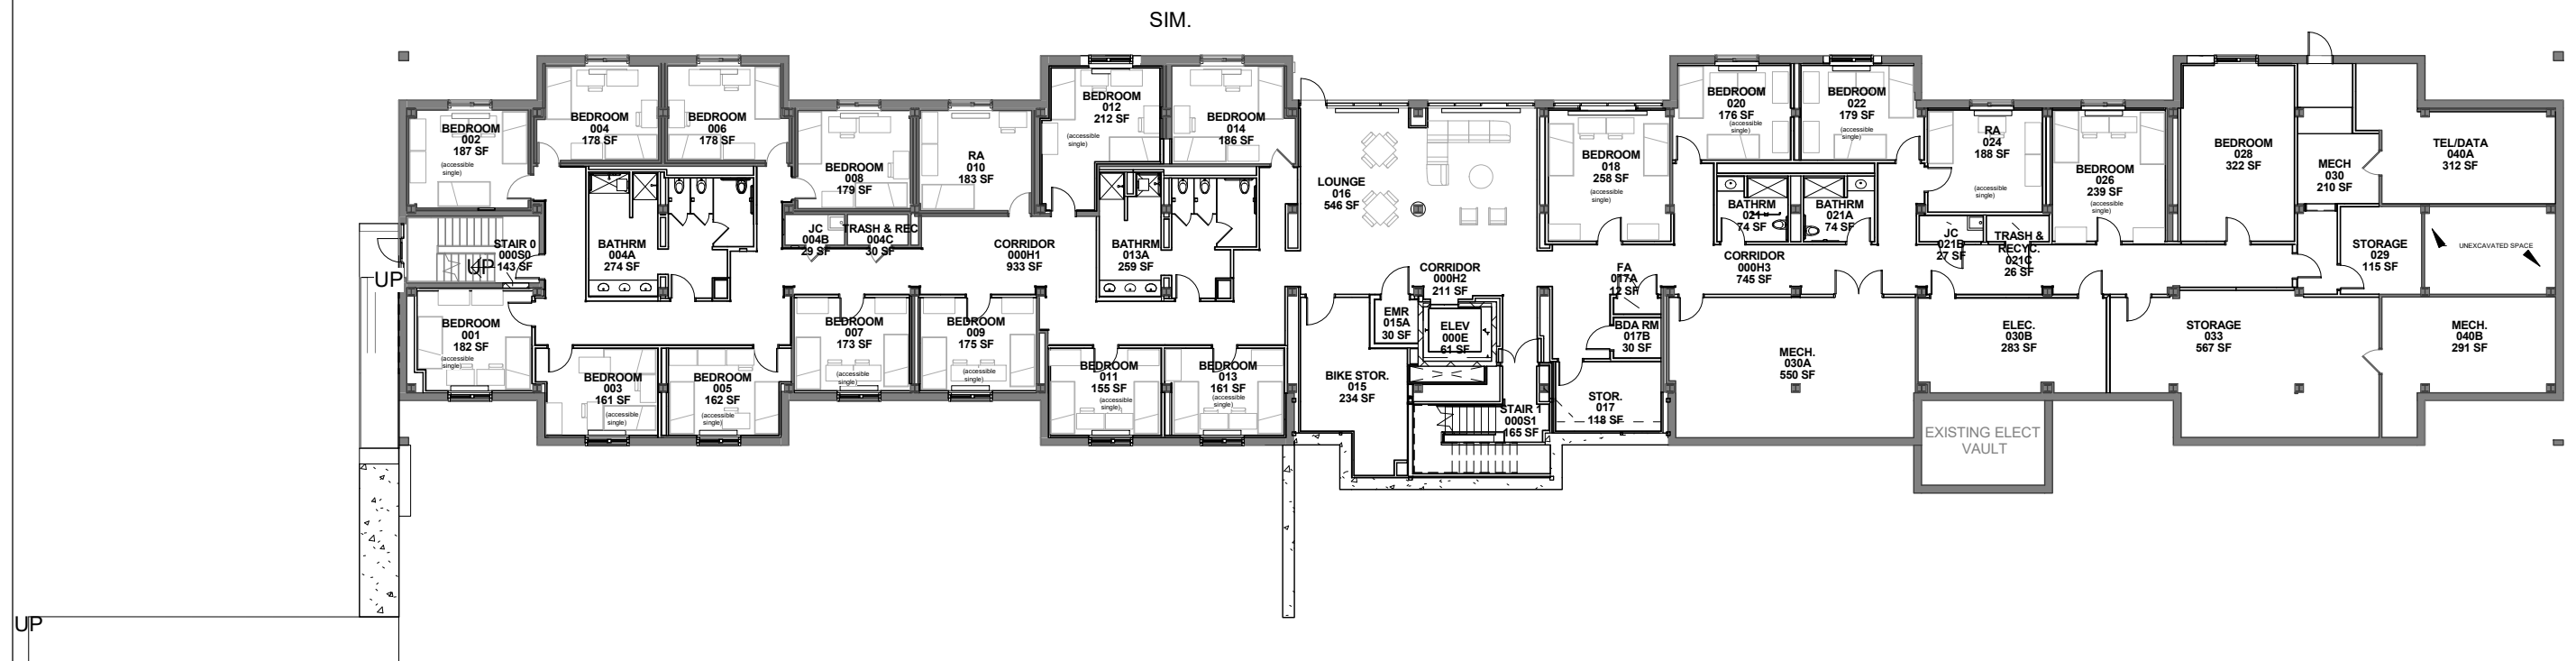 SIM.
BEDROOM
002
187 SF
(accessible
single)
BEDROOM
004
178 SF
BEDROOM
006
178 SF
BEDROOM
008
179 SF
RA
010
183 SF
BEDROOM
012
212 SF
(accessible
single)
BEDROOM
014
186 SF
LOUNGE
016
546 SF
BEDROOM
018
258 SF
(accessible
single)
BEDROOM
020
176 SF
(accessible
single)
BEDROOM
022
179 SF
(accessible
single)
RA
024
188 SF
(accessible
single)
BEDROOM
026
239 SF
(accessible
single)
BEDROOM
028
322 SF
MECH
030
210 SF
TEL/DATA
040A
312 SF
STAIR 0
000S0
143 SF
UP
UP
BATHRM
004A
274 SF
JC
004B
29 SF
TRASH & REC
004C
30 SF
CORRIDOR
000H1
933 SF
BATHRM
013A
259 SF
CORRIDOR
000H2
211 SF
FA
017A
12 SF
BATHRM
021
74 SF
BATHRM
021A
74 SF
CORRIDOR
000H3
745 SF
JC
021B
27 SF
TRASH &
RECYC.
021C
26 SF
STORAGE
029
115 SF
UNEXCAVATED SPACE
BEDROOM
001
182 SF
(accessible
single)
BEDROOM
003
161 SF
(accessible
single)
BEDROOM
005
162 SF
(accessible
single)
BEDROOM
007
173 SF
(accessible
single)
BEDROOM
009
175 SF
(accessible
single)
BEDROOM
011
155 SF
(accessible
single)
BEDROOM
013
161 SF
(accessible
single)
BIKE STOR.
015
234 SF
EMR
015A
30 SF
ELEV
000E
61 SF
STAIR 1
000S1
165 SF
BDA RM
017B
30 SF
STOR.
017
118 SF
MECH.
030A
550 SF
ELEC.
030B
283 SF
STORAGE
033
567 SF
MECH.
040B
291 SF
EXISTING ELECT
VAULT
UP